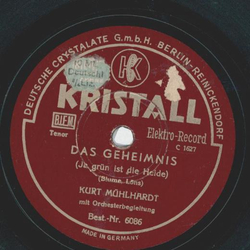 DEUTSCHE CRYSTALATE G.m.b.H. BERLIN-REINICKENDORF
K
KRISTALL
BIEM
Elektro-Record
Tenor
C 1627
DAS GEHEIMNIS
(Ja grün ist die Heide)
(Blume, Löns)
KURT MÜHLHARDT
mit Orchesterbegleitung
Best.-Nr. 6086
MADE IN GERMANY